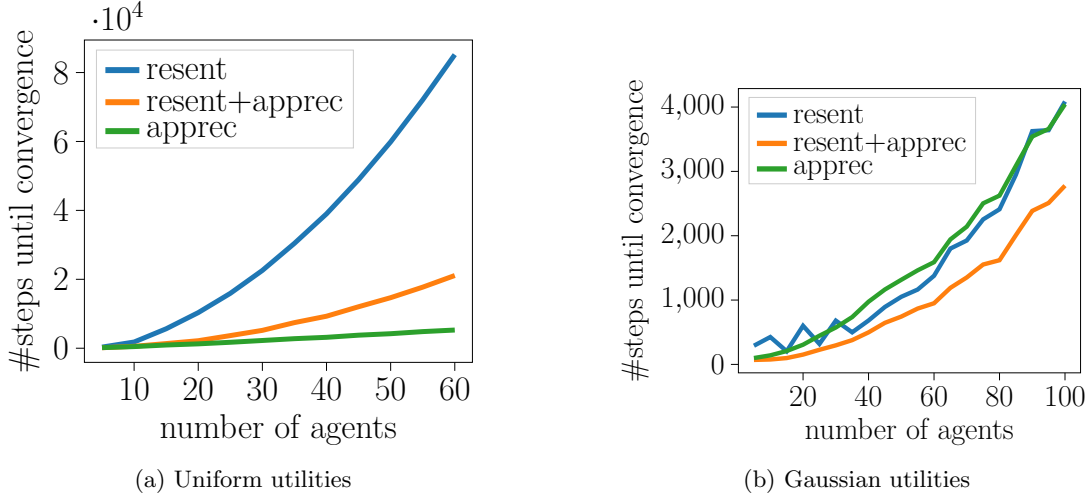 ·10⁴
#steps until convergence
8
6
4
2
0
resent
resent+apprec
apprec
10 20 30 40 50 60
number of agents
(a) Uniform utilities
#steps until convergence
4,000
3,000
2,000
1,000
0
resent
resent+apprec
apprec
20 40 60 80 100
number of agents
(b) Gaussian utilities